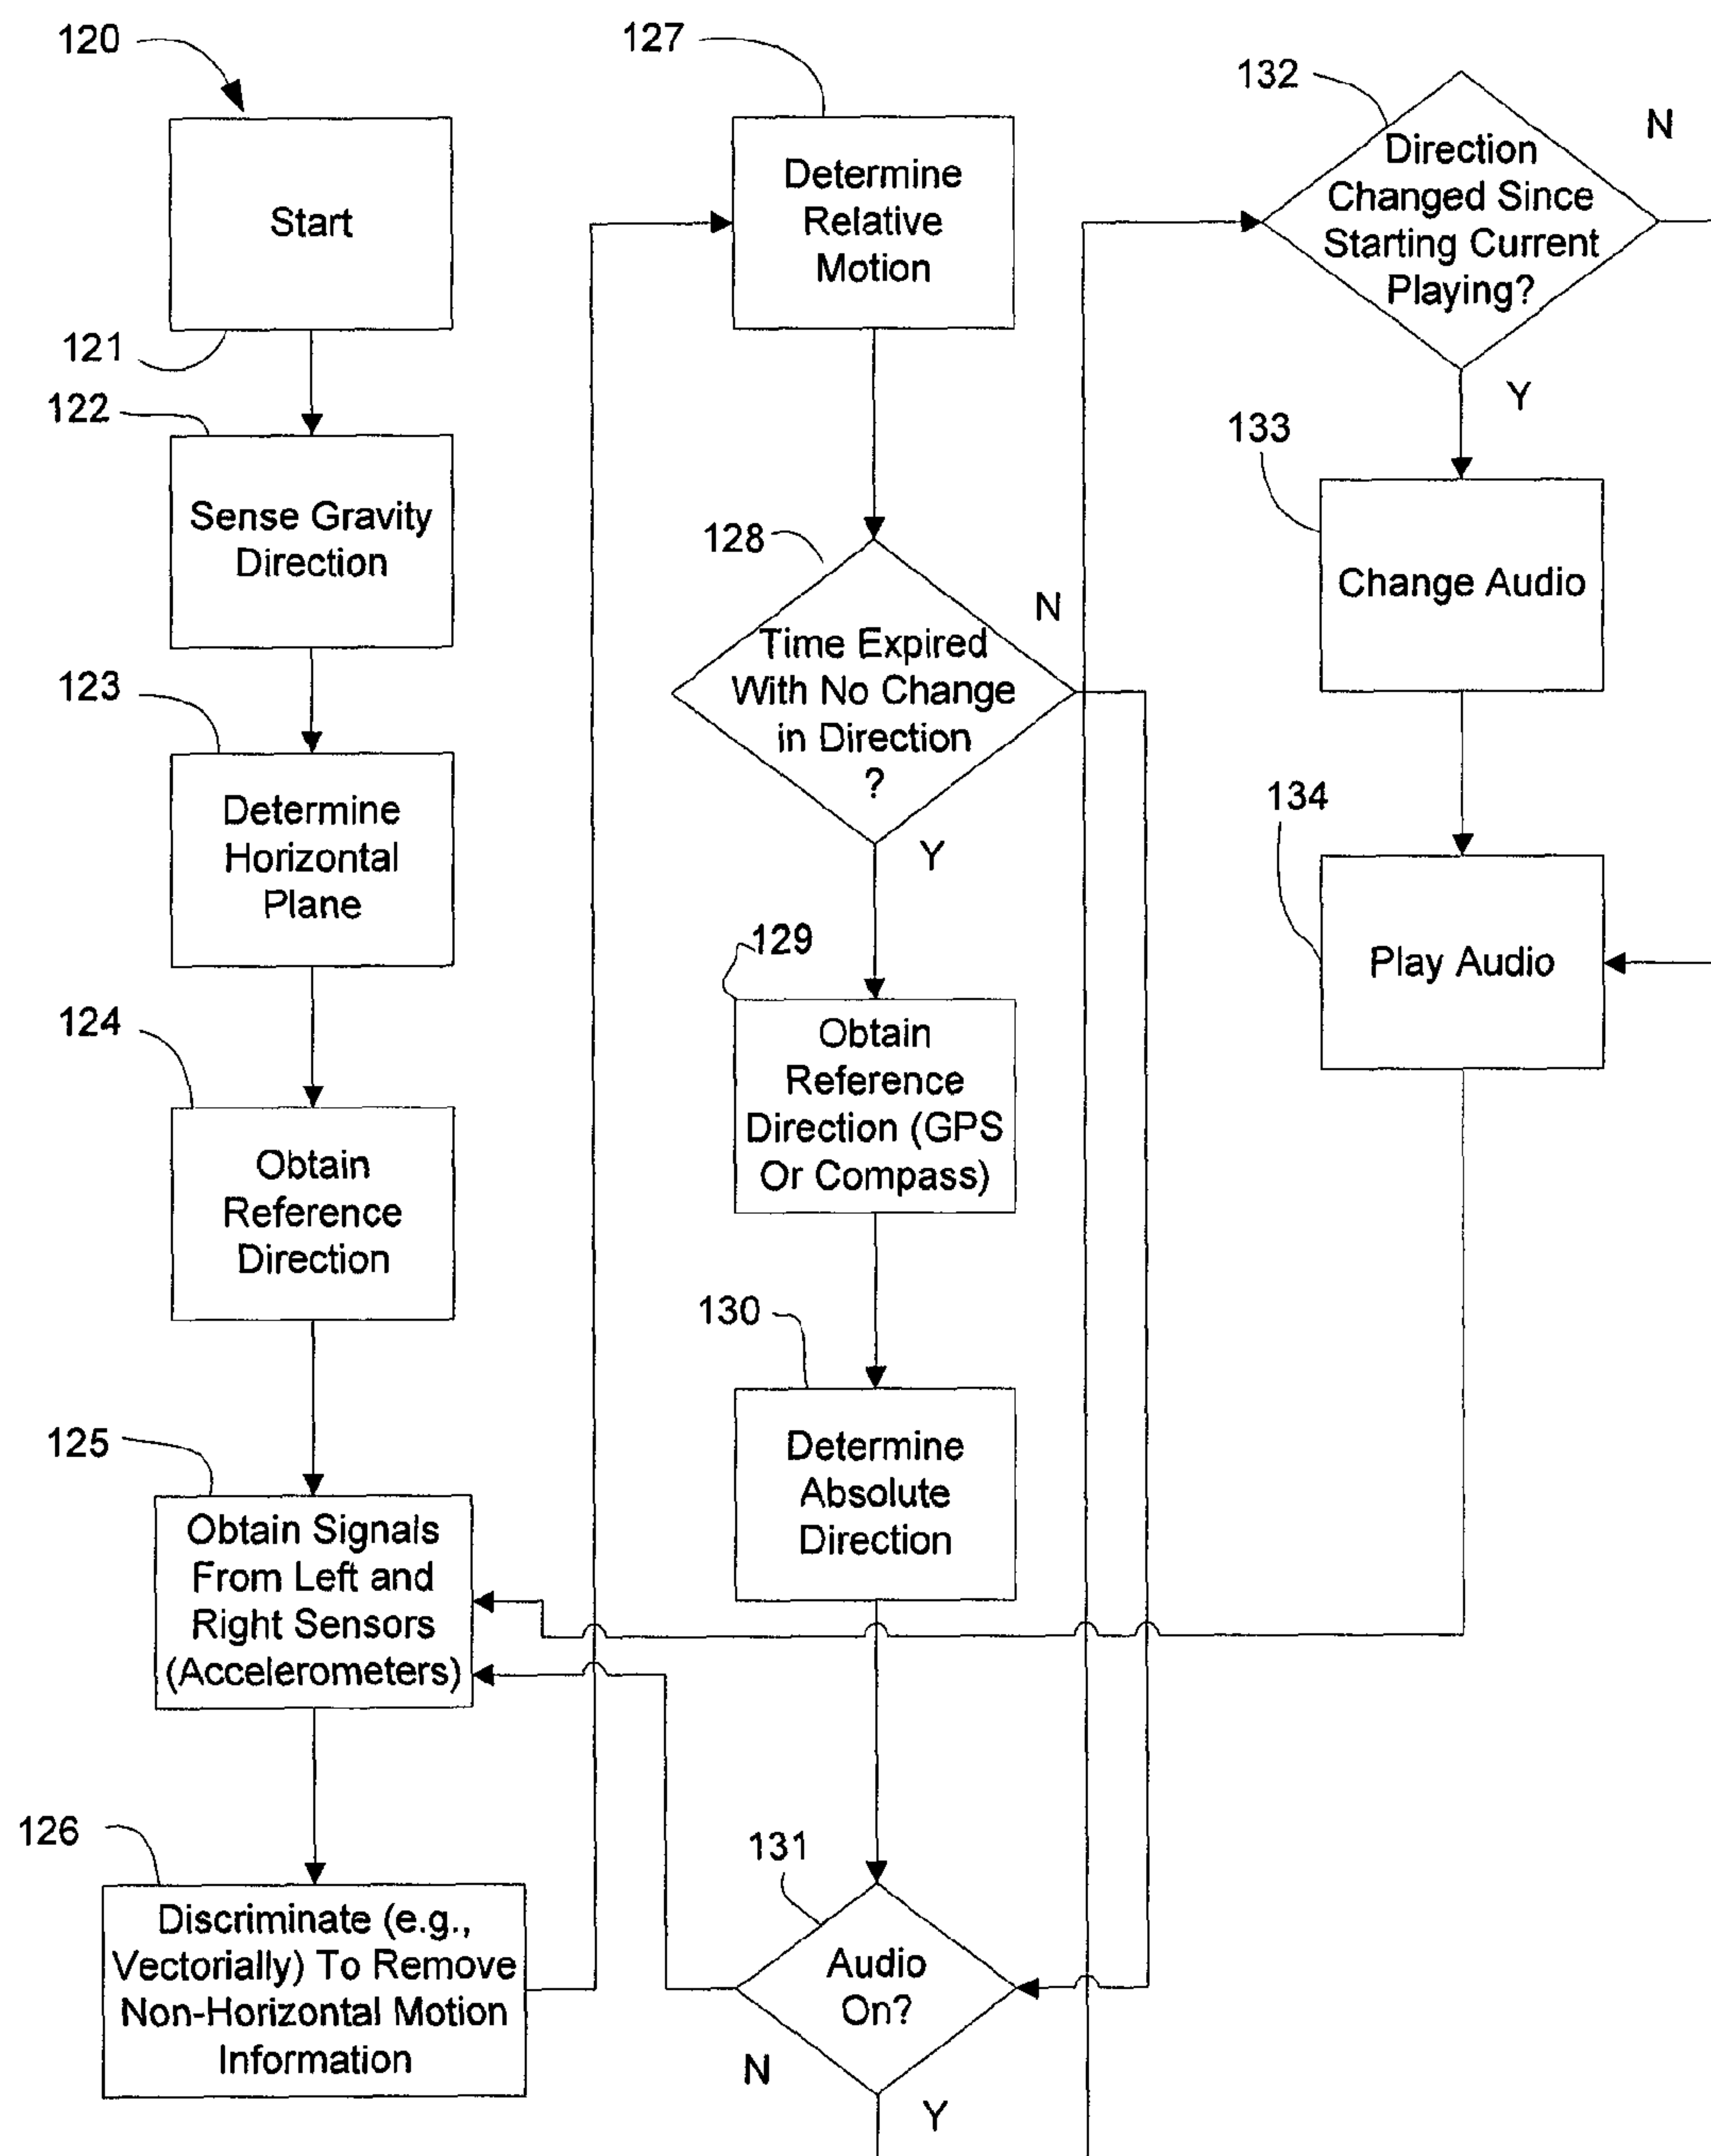 120
Start
121
122
Sense Gravity
Direction
123
Determine
Horizontal
Plane
124
Obtain
Reference
Direction
125
Obtain Signals
From Left and
Right Sensors
(Accelerometers)
126
Discriminate (e.g.,
Vectorially) To Remove
Non-Horizontal Motion
Information
127
Determine
Relative
Motion
128
Time Expired
With No Change
in Direction
?
N
Y
129
Obtain
Reference
Direction (GPS
Or Compass)
130
Determine
Absolute
Direction
131
Audio
On?
N
Y
132
Direction
Changed Since
Starting Current
Playing?
N
Y
133
Change Audio
134
Play Audio